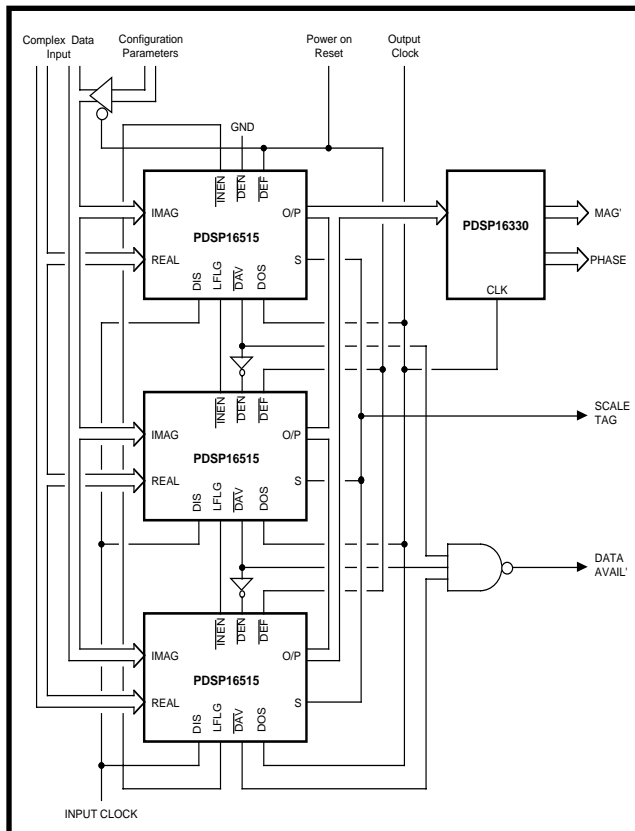 Complex Data
Input
Configuration
Parameters
Power on
Reset
Output
Clock
GND
INEN
DEN
DEF
IMAG
O/P
PDSP16515
REAL
S
DIS
LFLG
DAV
DOS
PDSP16330
CLK
MAG'
PHASE
INEN
DEN
DEF
IMAG
O/P
PDSP16515
REAL
S
DIS
LFLG
DAV
DOS
SCALE
TAG
DATA
AVAIL'
INEN
DEN
DEF
IMAG
O/P
PDSP16515
REAL
S
DIS
LFLG
DAV
DOS
INPUT CLOCK